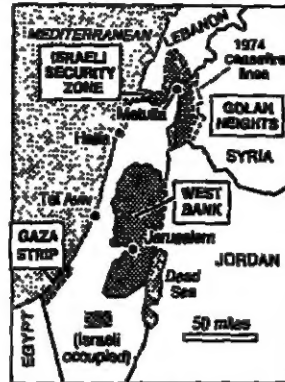 MEDITERRANEAN
LEBANON
ISRAELI
SECURITY
ZONE
1974
ceasefire
lines
Metulla
GOLAN
HEIGHTS
Haifa
SYRIA
Tel Aviv
WEST
BANK
GAZA
STRIP
Jerusalem
JORDAN
Dead
Sea
EGYPT
(Israeli
occupied)
50 miles